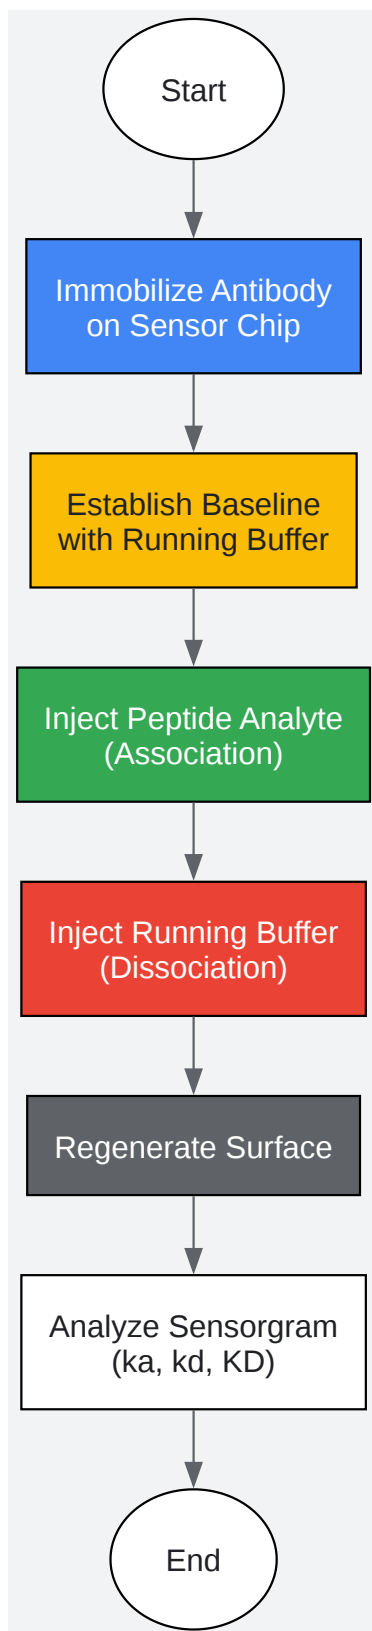 Start
Immobilize Antibody
on Sensor Chip
Establish Baseline
with Running Buffer
Inject Peptide Analyte
(Association)
Inject Running Buffer
(Dissociation)
Regenerate Surface
Analyze Sensorgram
(ka, kd, KD)
End